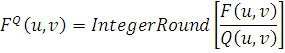 F^Q(u,v) = IntegerRound [F(u,v) / Q(u,v)]